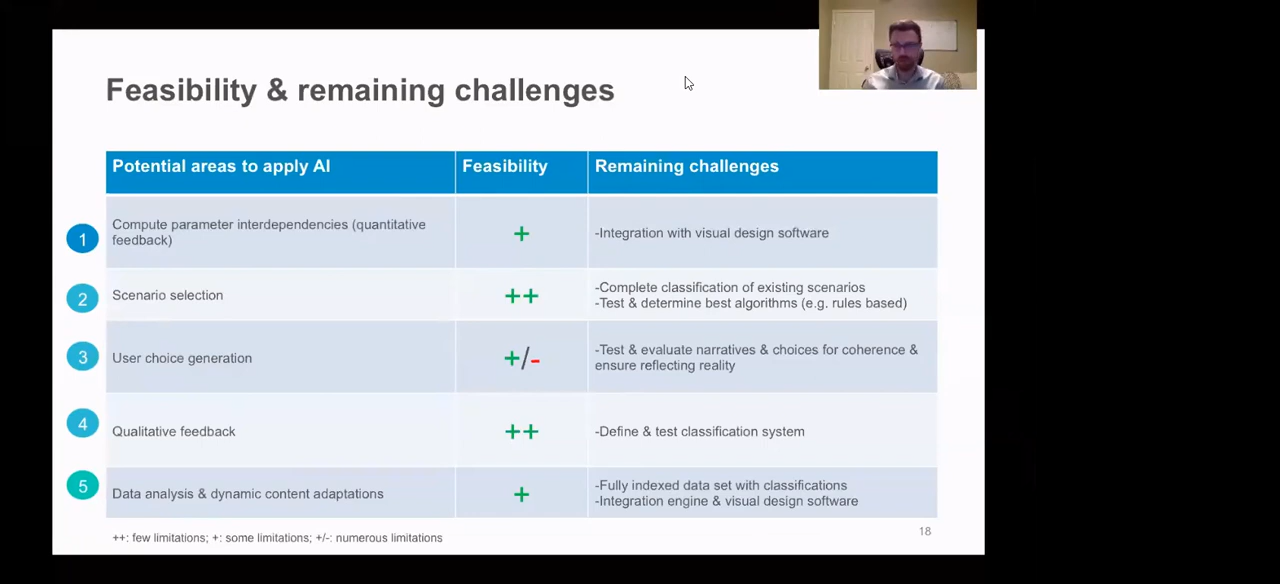 Feasibility & remaining challenges
Potential areas to apply AI
Feasibility
Remaining challenges
1
Compute parameter interdependencies (quantitative
feedback)
+
-Integration with visual design software
2
Scenario selection
++
-Complete classification of existing scenarios
-Test & determine best algorithms (e.g. rules based)
3
User choice generation
+/-
-Test & evaluate narratives & choices for coherence &
ensure reflecting reality
4
Qualitative feedback
++
-Define & test classification system
5
Data analysis & dynamic content adaptations
+
-Fully indexed data set with classifications
-Integration engine & visual design software
++: few limitations; +: some limitations; +/-: numerous limitations
18